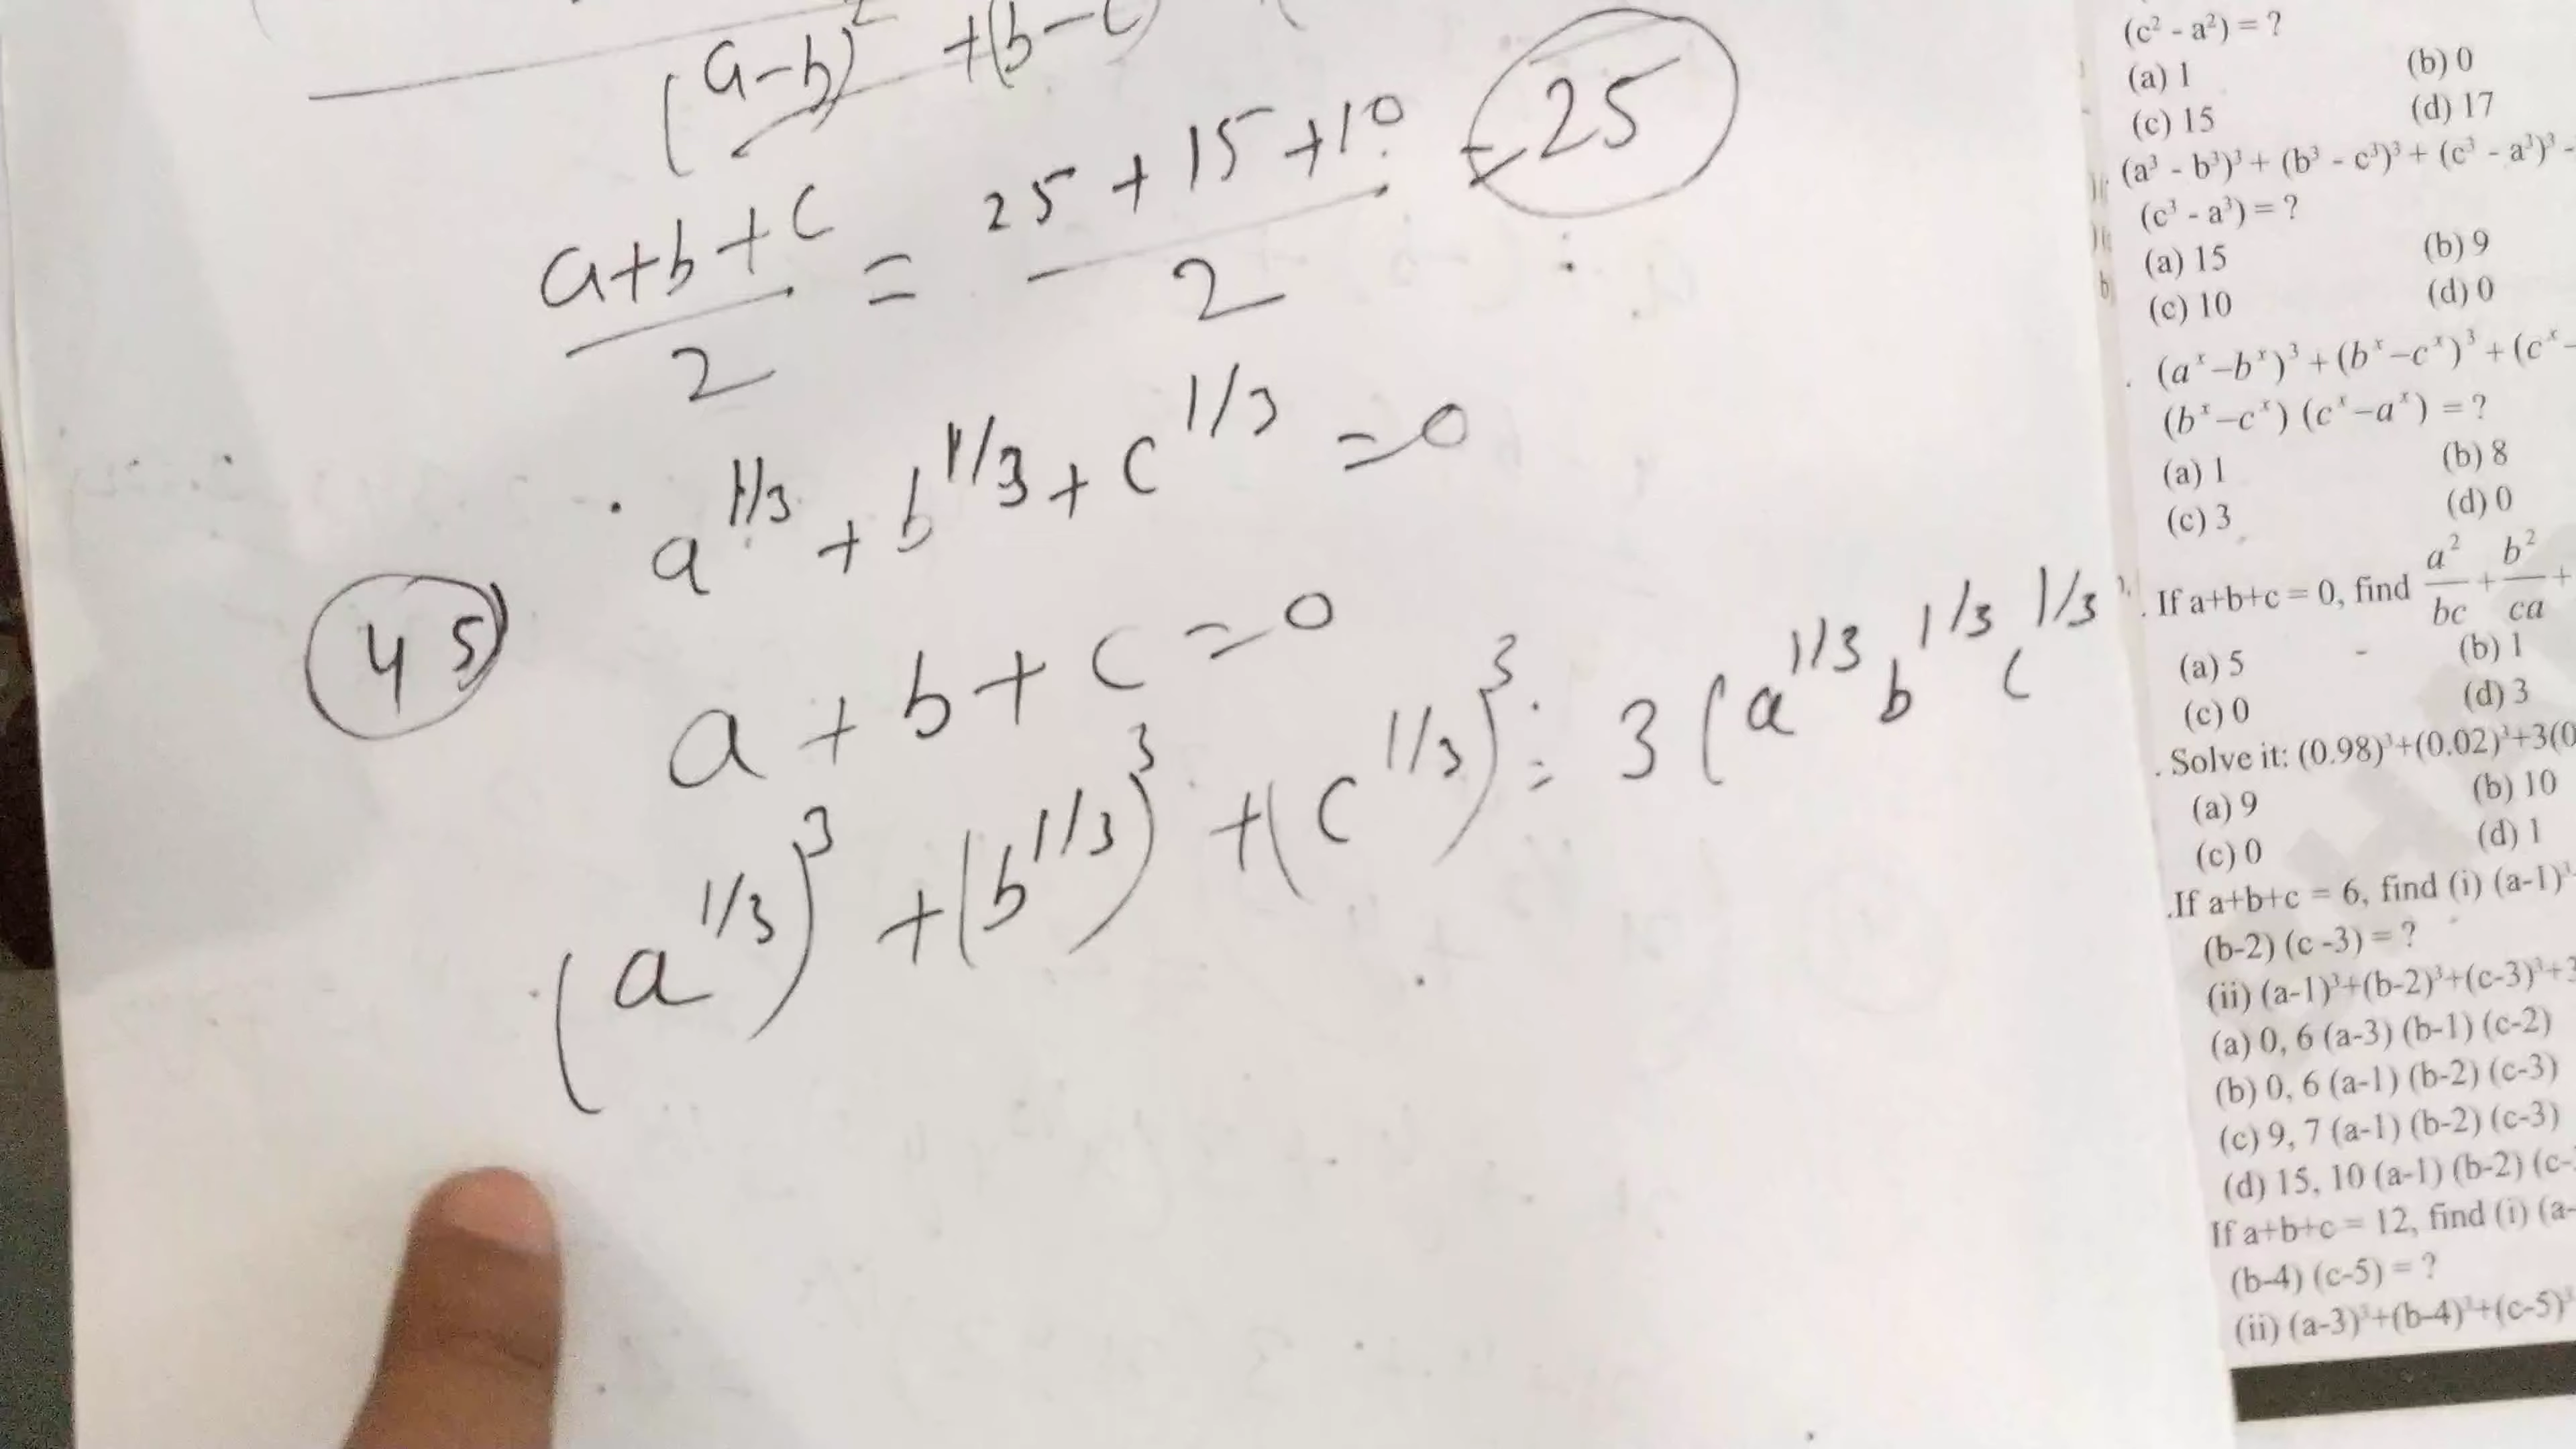 (a-b)² +(b-c)
a+b+c/2 = 25+15+10/2 = 25
a^1/3 + b^1/3 + c^1/3 = 0
45)
a + b + c = 0
(a^1/3)³ + (b^1/3)³ + (c^1/3)³ = 3(a^1/3 b^1/3 c^1/3
(c² - a²) = ?
(a) 1 (b) 0
(c) 15 (d) 17
(a³ - b³)³ + (b³ - c³)³ + (c³ - a³)³ -
(c³ - a³) = ?
(a) 15 (b) 9
(c) 10 (d) 0
. (aˣ–bˣ)³ + (bˣ–cˣ)³ + (cˣ–
(bˣ–cˣ) (cˣ–aˣ) = ?
(a) 1 (b) 8
(c) 3 (d) 0
. If a+b+c = 0, find a²/bc + b²/ca +
(a) 5 (b) 1
(c) 0 (d) 3
. Solve it: (0.98)³+(0.02)³+3(0
(a) 9 (b) 10
(c) 0 (d) 1
.If a+b+c = 6, find (i) (a-1)³
(b-2) (c -3) = ?
(ii) (a-1)³+(b-2)³+(c-3)³+3
(a) 0, 6 (a-3) (b-1) (c-2)
(b) 0, 6 (a-1) (b-2) (c-3)
(c) 9, 7 (a-1) (b-2) (c-3)
(d) 15, 10 (a-1) (b-2) (c-
If a+b+c = 12, find (i) (a-
(b-4) (c-5) = ?
(ii) (a-3)³+(b-4)³+(c-5)³